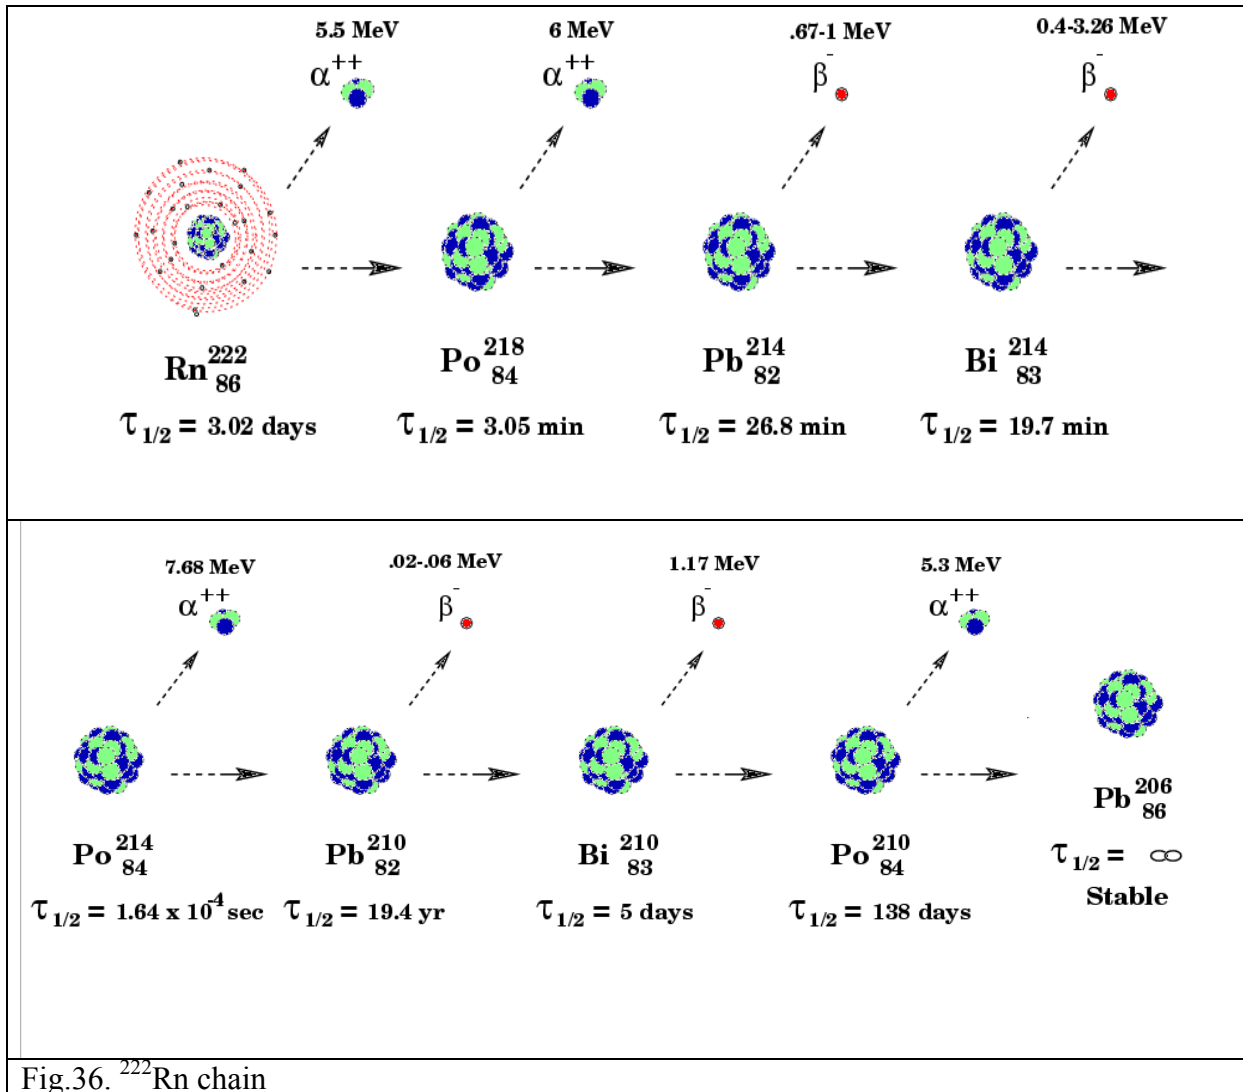 5.5 MeV 6 MeV .67-1 MeV 0.4-3.26 MeV
α++ α++ β- β-
Rn 222 86 Po 218 84 Pb 214 82 Bi 214 83
τ1/2 = 3.02 days τ1/2 = 3.05 min τ1/2 = 26.8 min τ1/2 = 19.7 min
7.68 MeV .02-.06 MeV 1.17 MeV 5.3 MeV
α++ β- β- α++
Pb 206 86
Po 214 84 Pb 210 82 Bi 210 83 Po 210 84
τ1/2 = ∞
Stable
τ1/2 = 1.64 x 10-4 sec τ1/2 = 19.4 yr τ1/2 = 5 days τ1/2 = 138 days
Fig.36. 222Rn chain